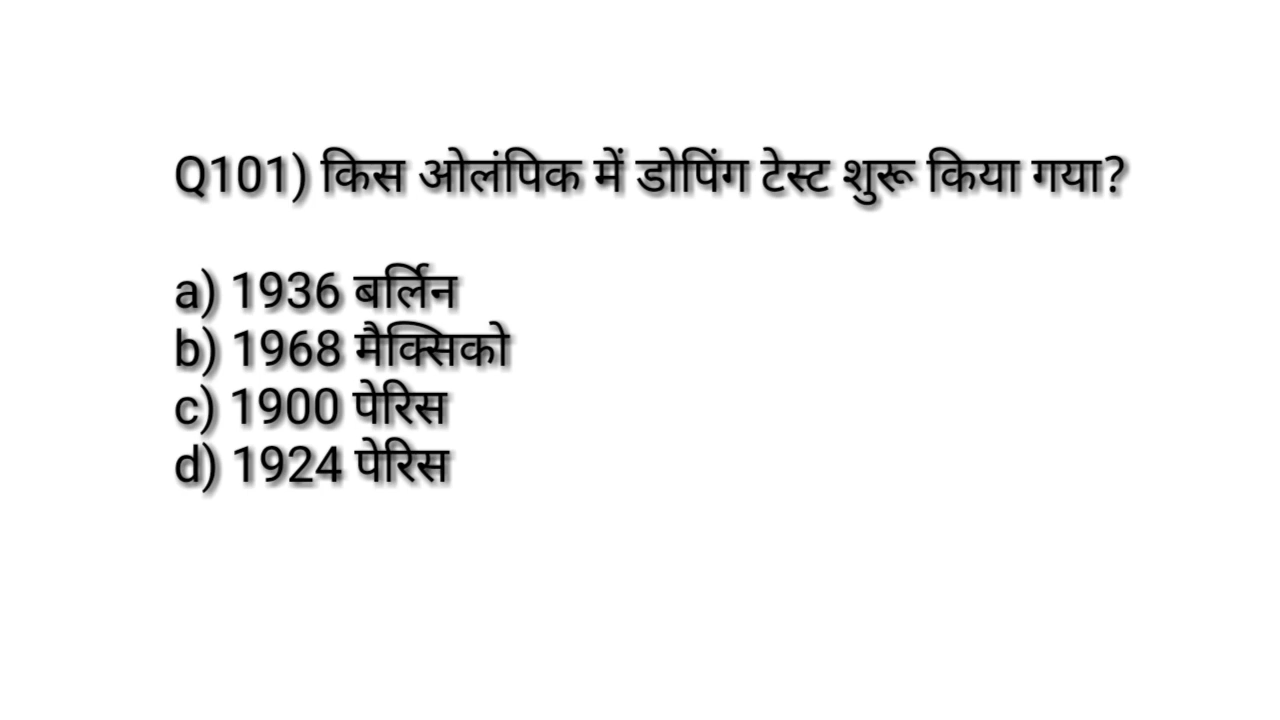 Q101) किस ओलंपिक में डोपिंग टेस्ट शुरू किया गया?
a) 1936 बर्लिन
b) 1968 मैक्सिको
c) 1900 पेरिस
d) 1924 पेरिस